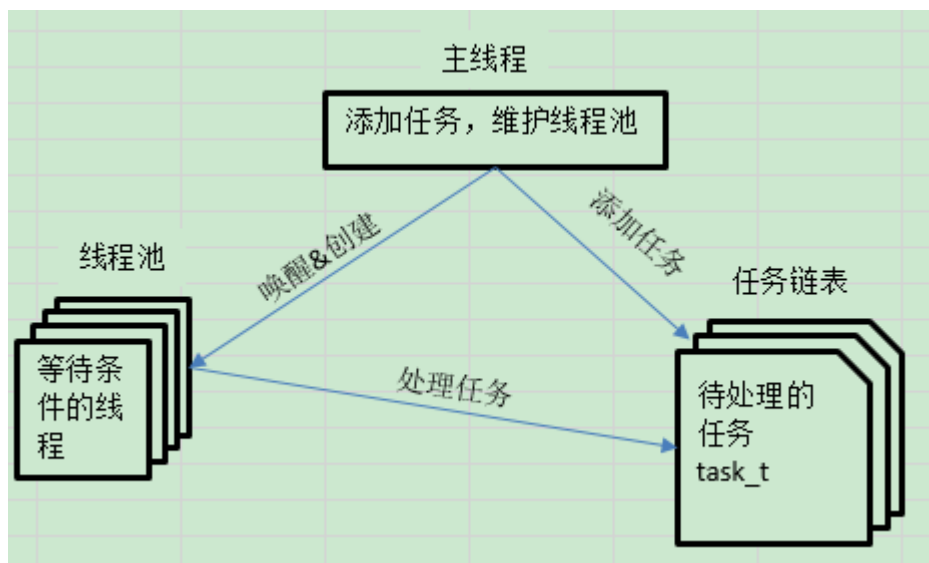 主线程
添加任务，维护线程池
唤醒&创建
添加任务
线程池
任务链表
等待条
件的线
程
处理任务
待处理的
任务
task_t